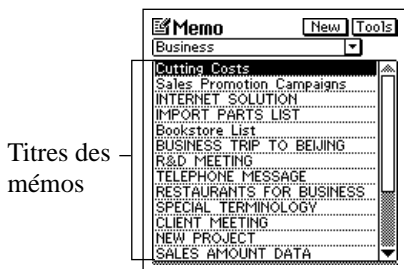 Memo New Tools
Business
Cutting Costs
Sales Promotion Campaigns
INTERNET SOLUTION
IMPORT PARTS LIST
Bookstore List
BUSINESS TRIP TO BEIJING
R&D MEETING
TELEPHONE MESSAGE
RESTAURANTS FOR BUSINESS
SPECIAL TERMINOLOGY
CLIENT MEETING
NEW PROJECT
SALES AMOUNT DATA
Titres des
mémos